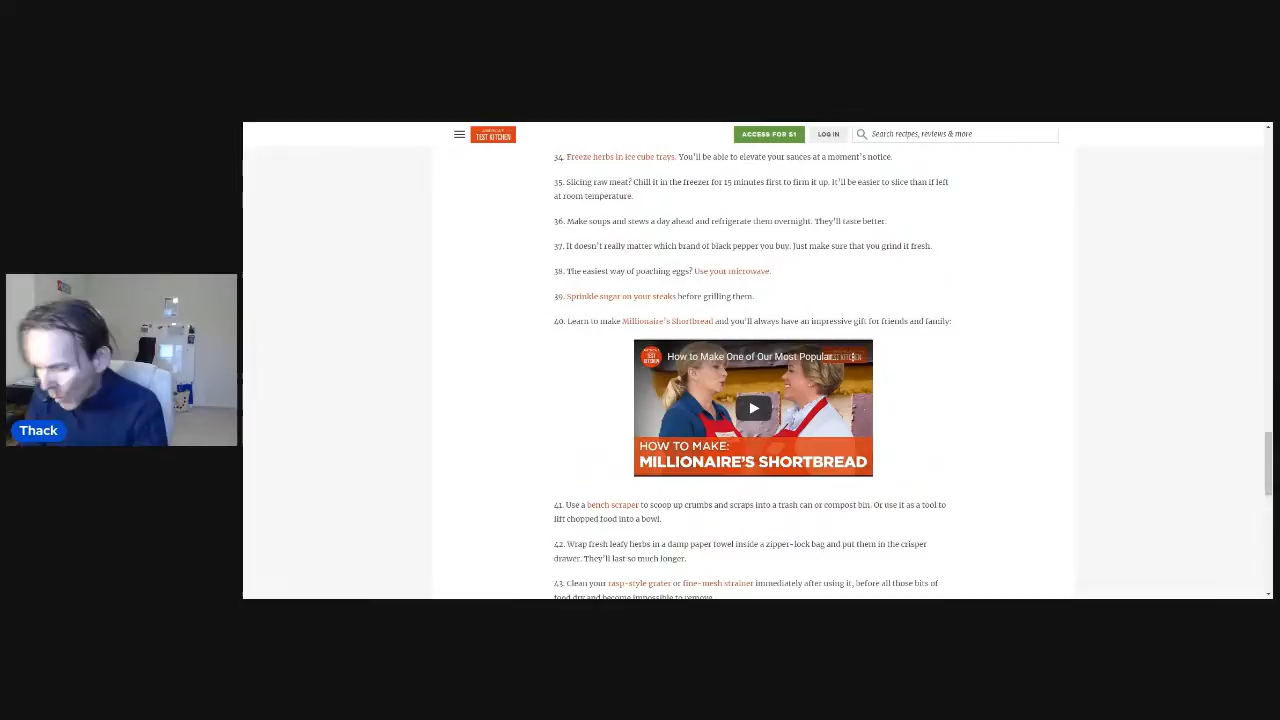 AMERICA'S
TEST KITCHEN
ACCESS FOR $1
LOG IN
Search recipes, reviews & more
34. Freeze herbs in ice cube trays. You'll be able to elevate your sauces at a moment's notice.
35. Slicing raw meat? Chill it in the freezer for 15 minutes first to firm it up. It'll be easier to slice than if left
at room temperature.
36. Make soups and stews a day ahead and refrigerate them overnight. They'll taste better.
37. It doesn't really matter which brand of black pepper you buy. Just make sure that you grind it fresh.
38. The easiest way of poaching eggs? Use your microwave.
39. Sprinkle sugar on your steaks before grilling them.
40. Learn to make Millionaire's Shortbread and you'll always have an impressive gift for friends and family:
TEST
KITCHEN
How to Make One of Our Most Popular...
HOW TO MAKE:
MILLIONAIRE'S SHORTBREAD
Thack
41. Use a bench scraper to scoop up crumbs and scraps into a trash can or compost bin. Or use it as a tool to
lift chopped food into a bowl.
42. Wrap fresh leafy herbs in a damp paper towel inside a zipper-lock bag and put them in the crisper
drawer. They'll last so much longer.
43. Clean your rasp-style grater or fine-mesh strainer immediately after using it, before all those bits of
food dry and become impossible to remove.